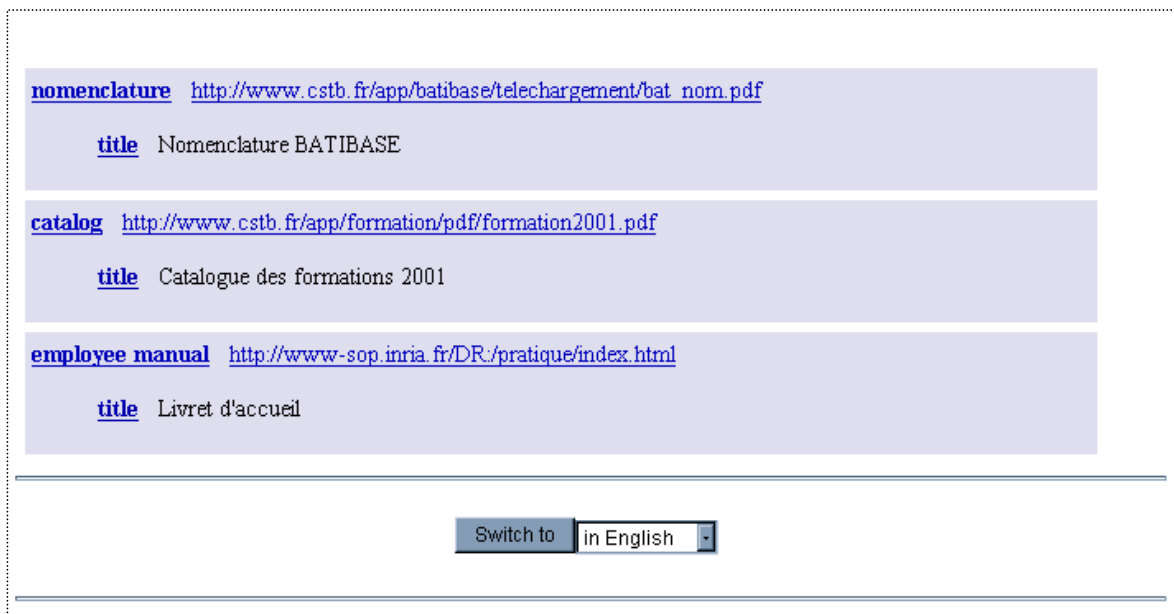 nomenclature http://www.cstb.fr/app/batibase/telechargement/bat_nom.pdf
title Nomenclature BATIBASE
catalog http://www.cstb.fr/app/formation/pdf/formation2001.pdf
title Catalogue des formations 2001
employee manual http://www-sop.inria.fr/DR:/pratique/index.html
title Livret d'accueil
Switch to in English